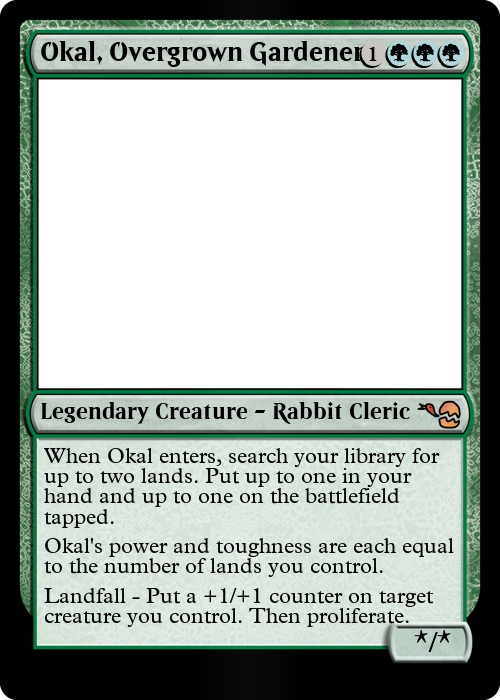 Okal, Overgrown Gardener 1
Legendary Creature - Rabbit Cleric
When Okal enters, search your library for
up to two lands. Put up to one in your
hand and up to one on the battlefield
tapped.
Okal's power and toughness are each equal
to the number of lands you control.
Landfall - Put a +1/+1 counter on target
creature you control. Then proliferate.
*/*